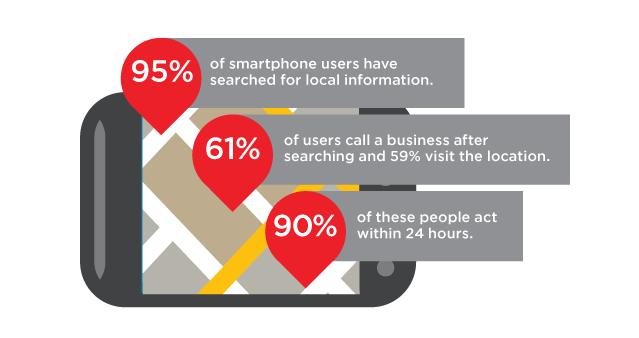 95%
of smartphone users have
searched for local information.
61%
of users call a business after
searching and 59% visit the location.
90%
of these people act
within 24 hours.